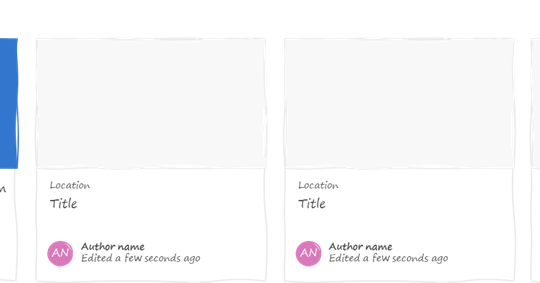 Location
Title
AN
Author name
Edited a few seconds ago
Location
Title
AN
Author name
Edited a few seconds ago